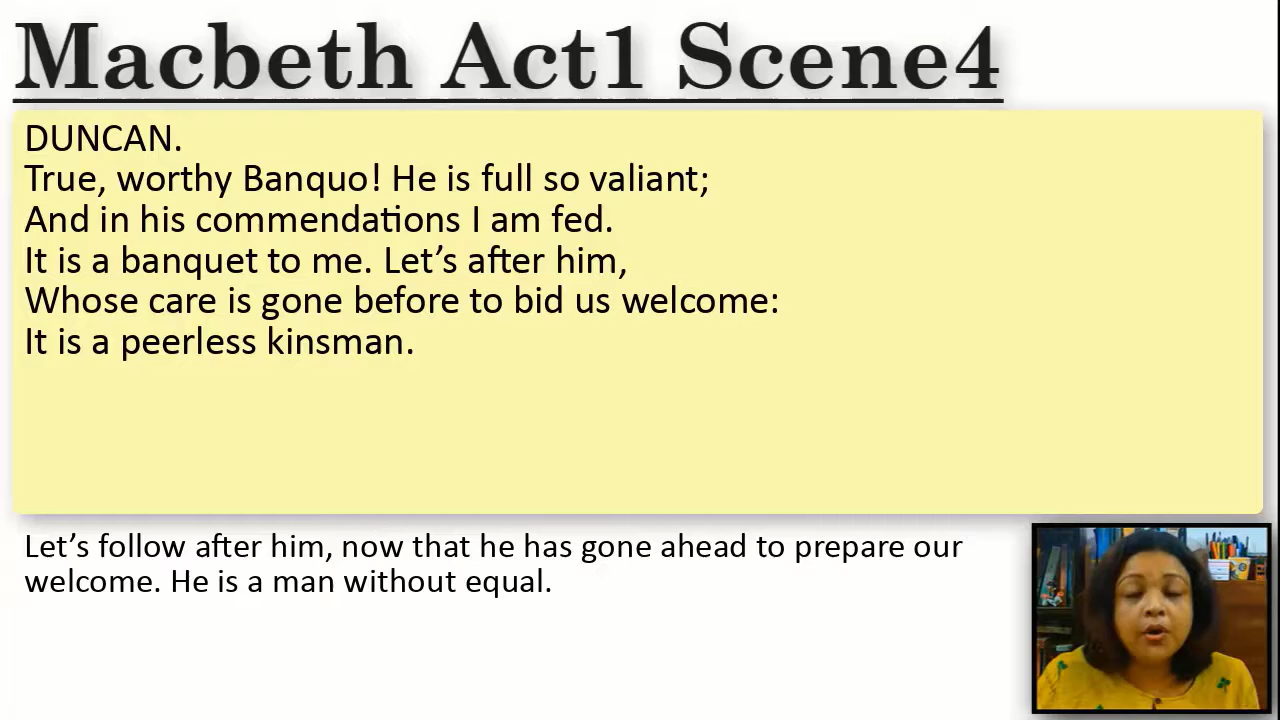 Macbeth Act1 Scene4
DUNCAN.
True, worthy Banquo! He is full so valiant;
And in his commendations I am fed.
It is a banquet to me. Let’s after him,
Whose care is gone before to bid us welcome:
It is a peerless kinsman.
Let’s follow after him, now that he has gone ahead to prepare our
welcome. He is a man without equal.